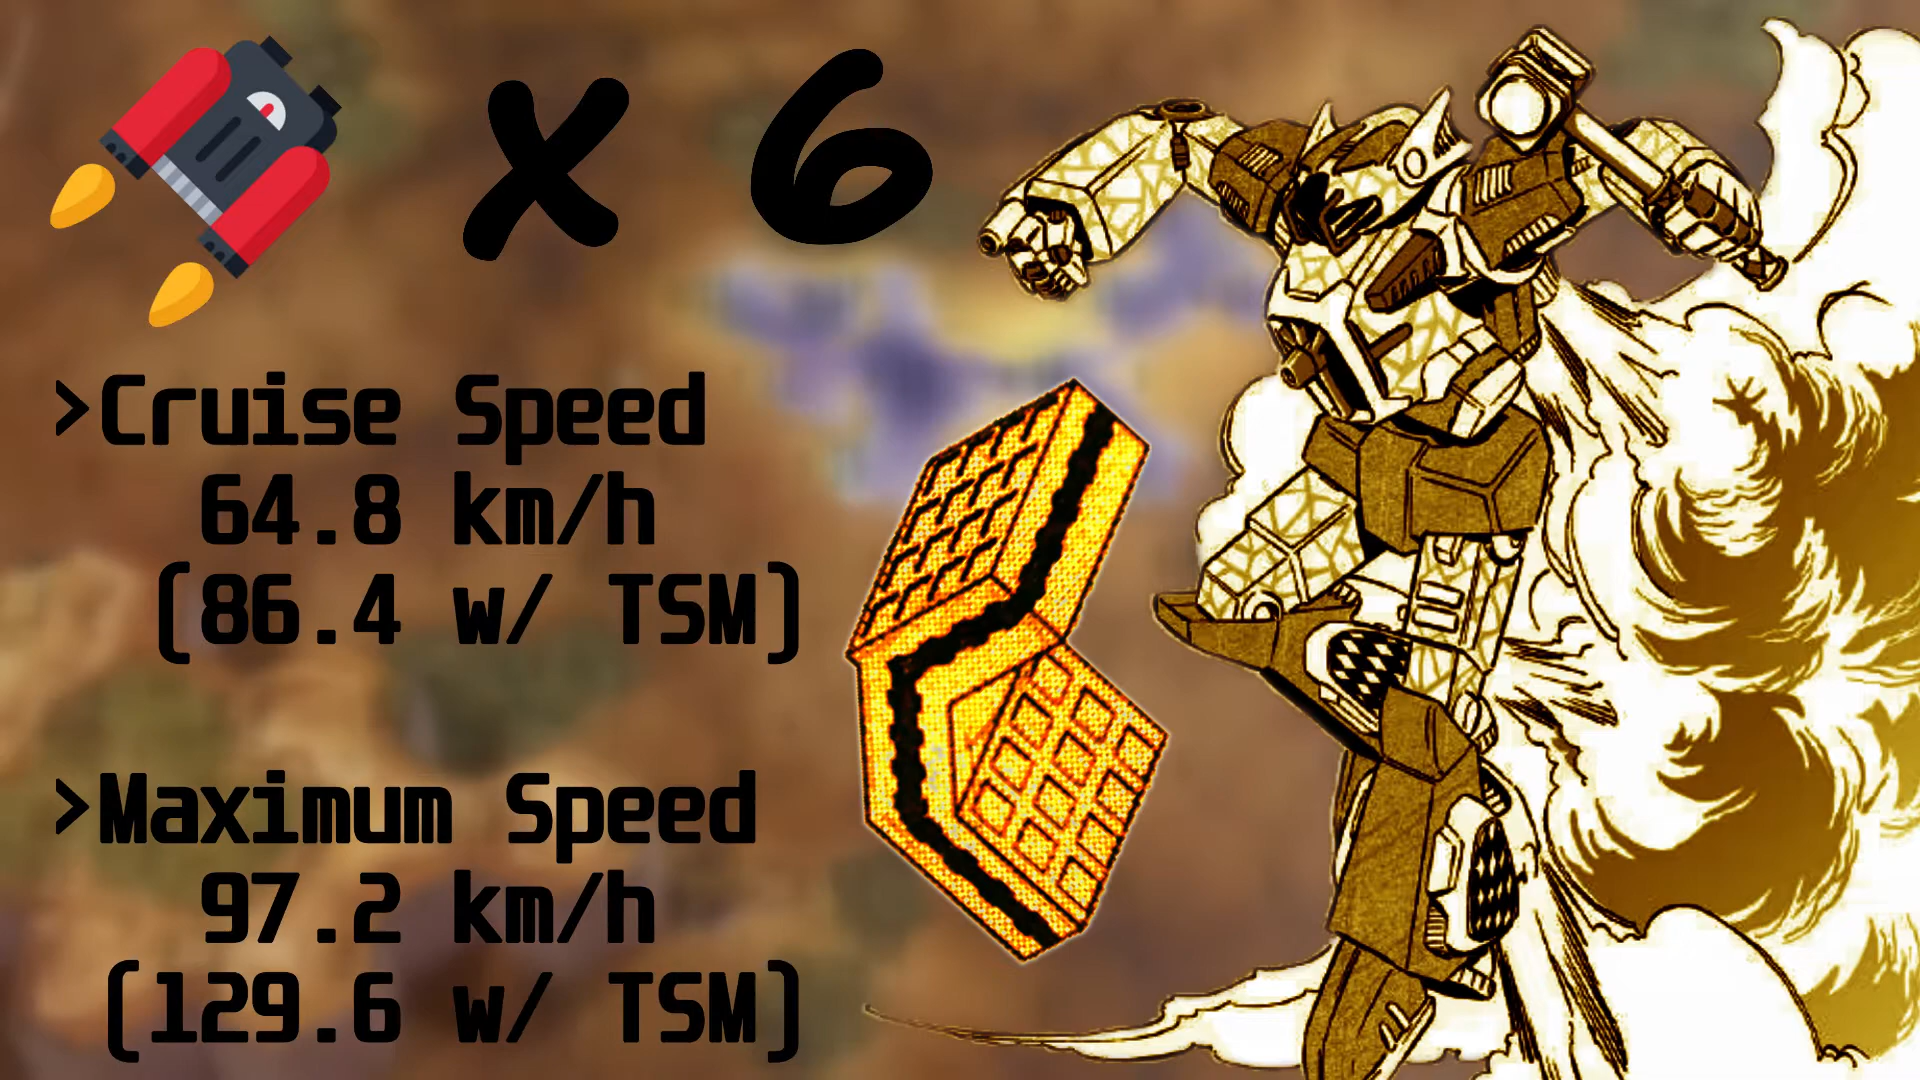 x 6
>Cruise Speed
64.8 km/h
(86.4 w/ TSM)
>Maximum Speed
97.2 km/h
(129.6 w/ TSM)